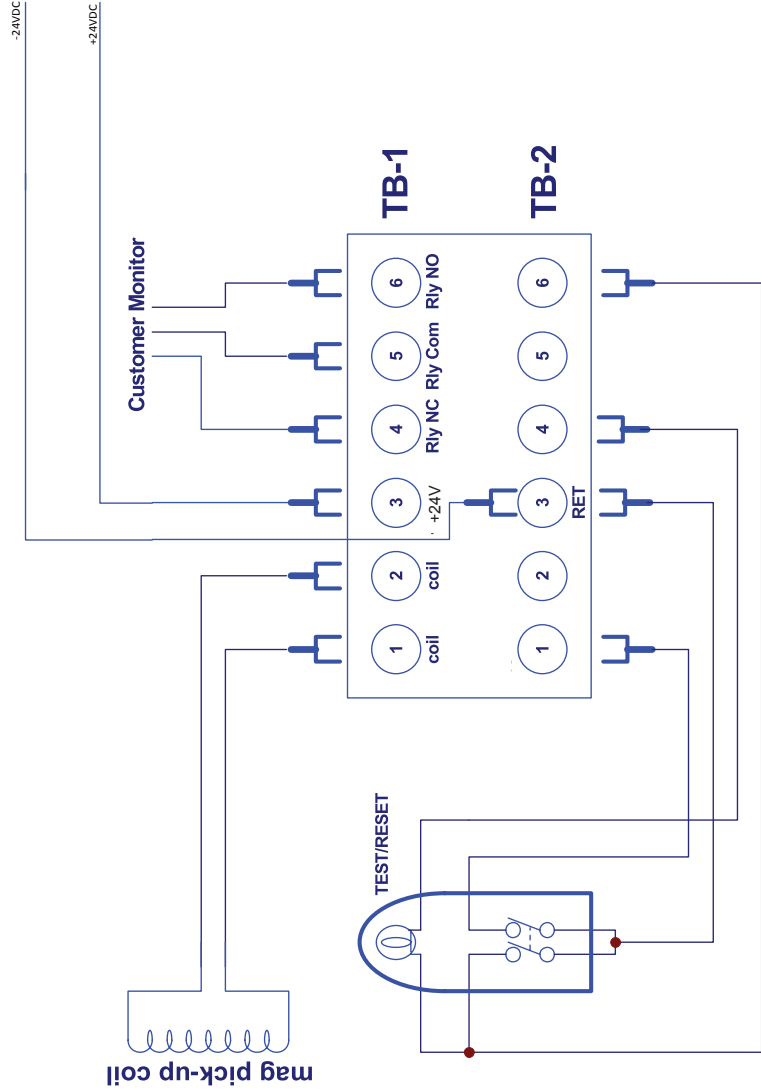 -24VDC
+24VDC
Customer Monitor
TB-1
TB-2
6
Rly NO
5
Rly Com
4
Rly NC
3
+24V
2
coil
1
coil
6
5
4
3
RET
2
1
TEST/RESET
mag pick-up coil